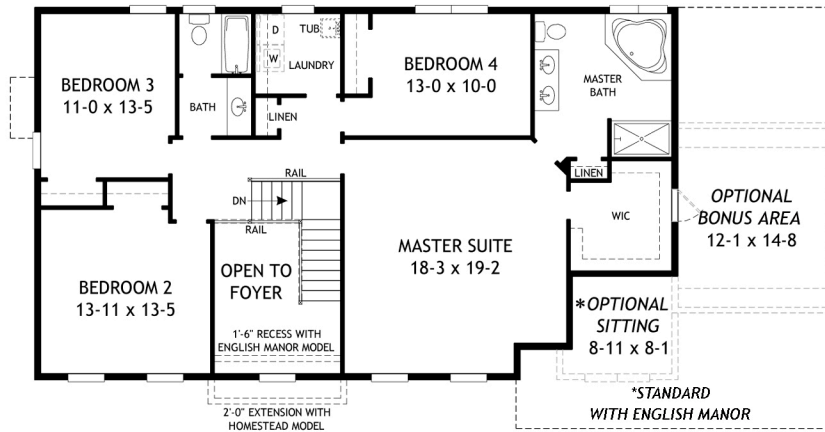 BEDROOM 3
11-0 x 13-5
BATH
D
W
TUB
LAUNDRY
LINEN
BEDROOM 4
13-0 x 10-0
MASTER
BATH
LINEN
WIC
OPTIONAL
BONUS AREA
12-1 x 14-8
RAIL
DN
RAIL
BEDROOM 2
13-11 x 13-5
OPEN TO
FOYER
1'-6" RECESS WITH
ENGLISH MANOR MODEL
MASTER SUITE
18-3 x 19-2
*OPTIONAL
SITTING
8-11 x 8-1
2'-0" EXTENSION WITH
HOMESTEAD MODEL
*STANDARD
WITH ENGLISH MANOR